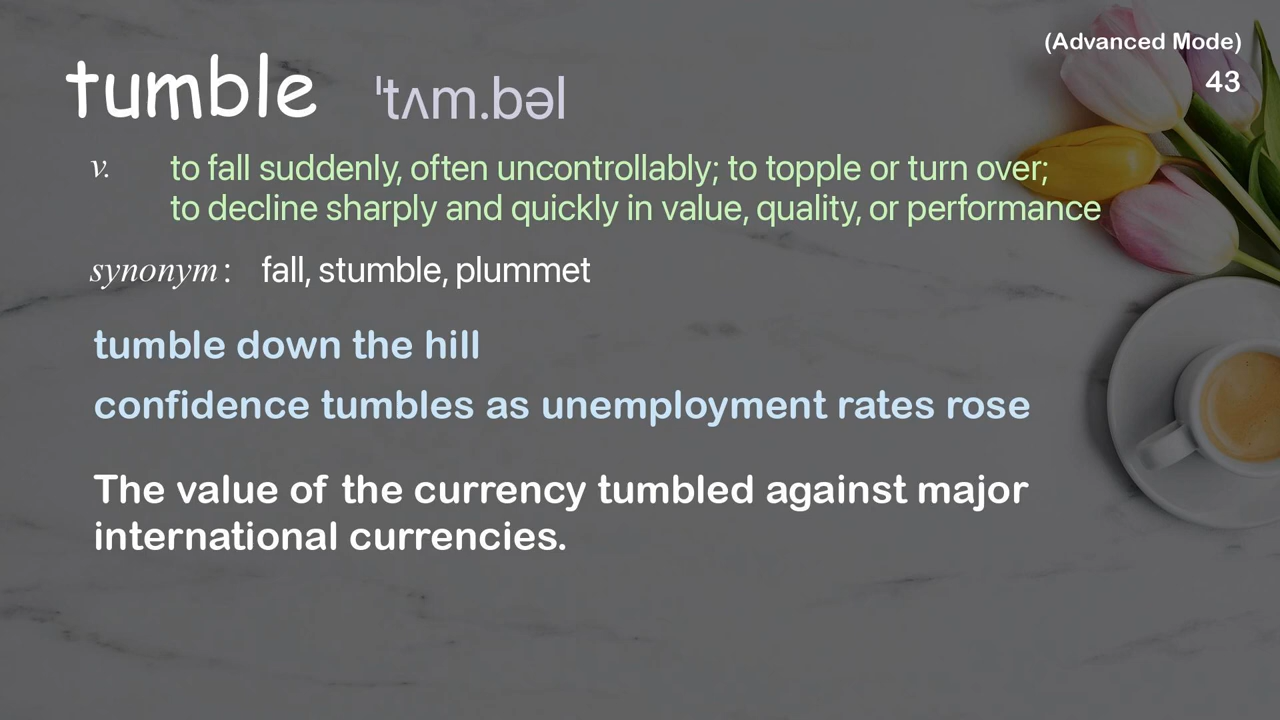 (Advanced Mode)
43
tumble ˈtʌm.bəl
v. to fall suddenly, often uncontrollably; to topple or turn over;
to decline sharply and quickly in value, quality, or performance
synonym : fall, stumble, plummet
tumble down the hill
confidence tumbles as unemployment rates rose
The value of the currency tumbled against major
international currencies.